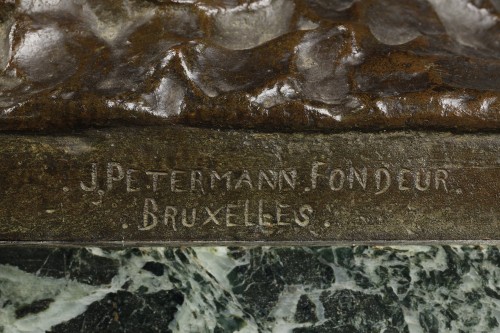 . J. PETERMANN. FONDEUR.
. BRUXELLES.